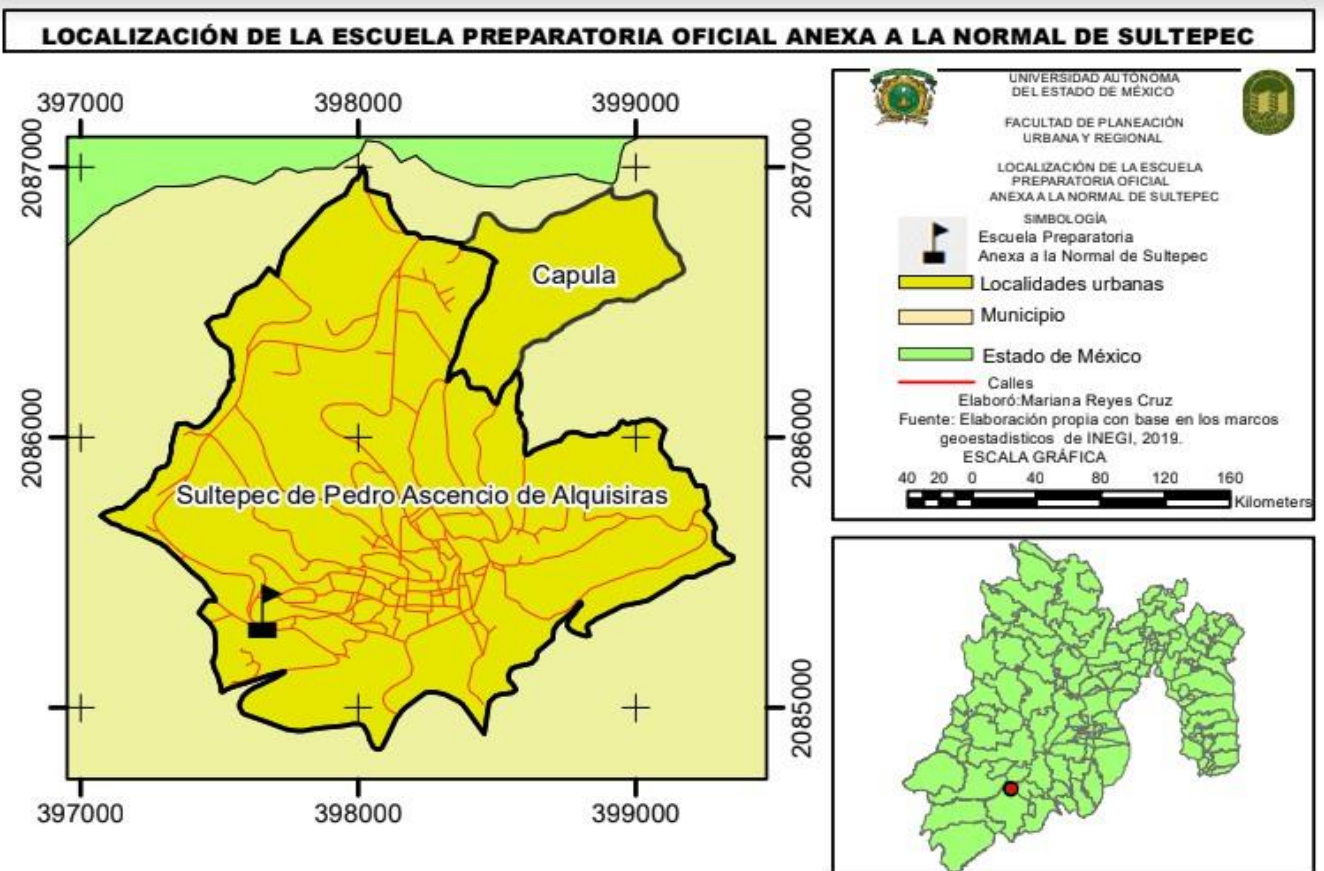 LOCALIZACIÓN DE LA ESCUELA PREPARATORIA OFICIAL ANEXA A LA NORMAL DE SULTEPEC
397000
398000
399000
2087000
2087000
Capula
2086000
2086000
Sultepec de Pedro Ascencio de Alquisiras
2085000
2085000
397000
398000
399000
UNIVERSIDAD AUTÓNOMA
DEL ESTADO DE MÉXICO
FACULTAD DE PLANEACIÓN
URBANA Y REGIONAL
LOCALIZACIÓN DE LA ESCUELA
PREPARATORIA OFICIAL
ANEXA A LA NORMAL DE SULTEPEC
SIMBOLOGÍA
Escuela Preparatoria
Anexa a la Normal de Sultepec
Localidades urbanas
Municipio
Estado de México
Calles
Elaboró:Mariana Reyes Cruz
Fuente: Elaboración propia con base en los marcos
geoestadísticos de INEGI, 2019.
ESCALA GRÁFICA
40 20 0 40 80 120 160
Kilometers